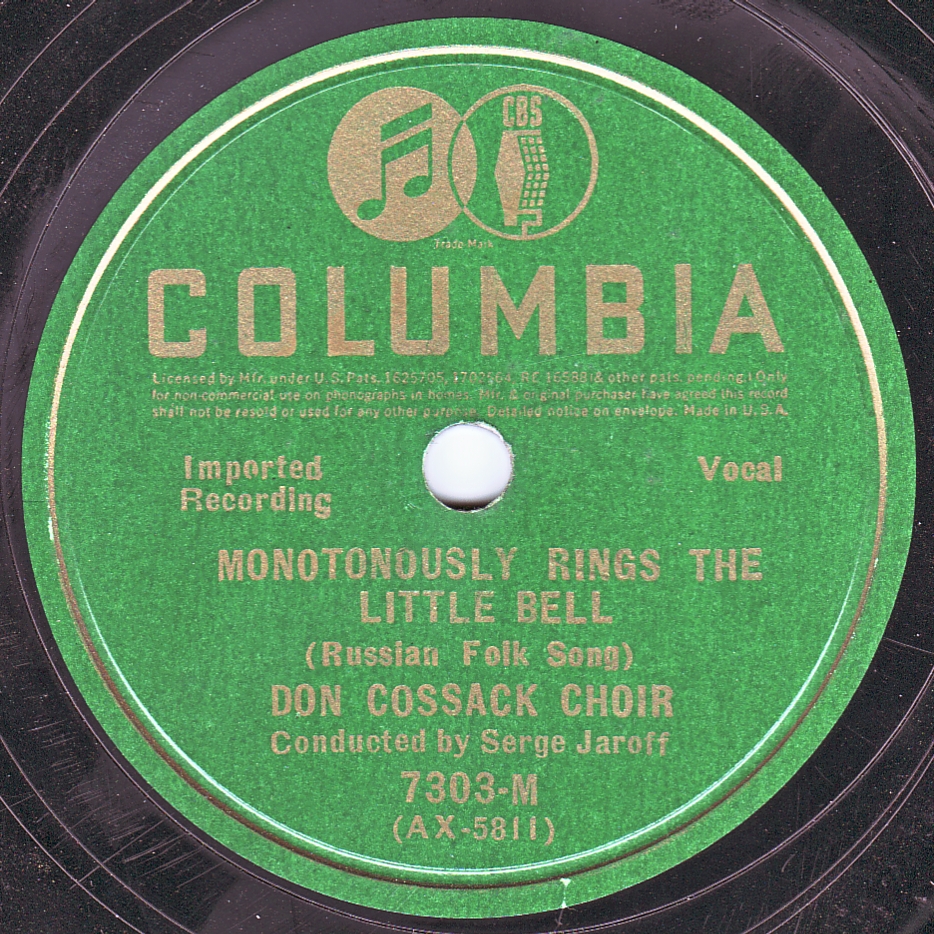 CBS
Trade Mark
COLUMBIA
Licensed by Mfr. under U. S. Pats. 1625705, 1702564, RE 16588 (& other pats. pending) Only
for non-commercial use on phonographs in homes. Mfr. & original purchaser have agreed this record
shall not be resold or used for any other purpose. Detailed notice on envelope. Made in U. S. A.
Imported Vocal
Recording
MONOTONOUSLY RINGS THE
LITTLE BELL
(Russian Folk Song)
DON COSSACK CHOIR
Conducted by Serge Jaroff
7303-M
(AX-5811)